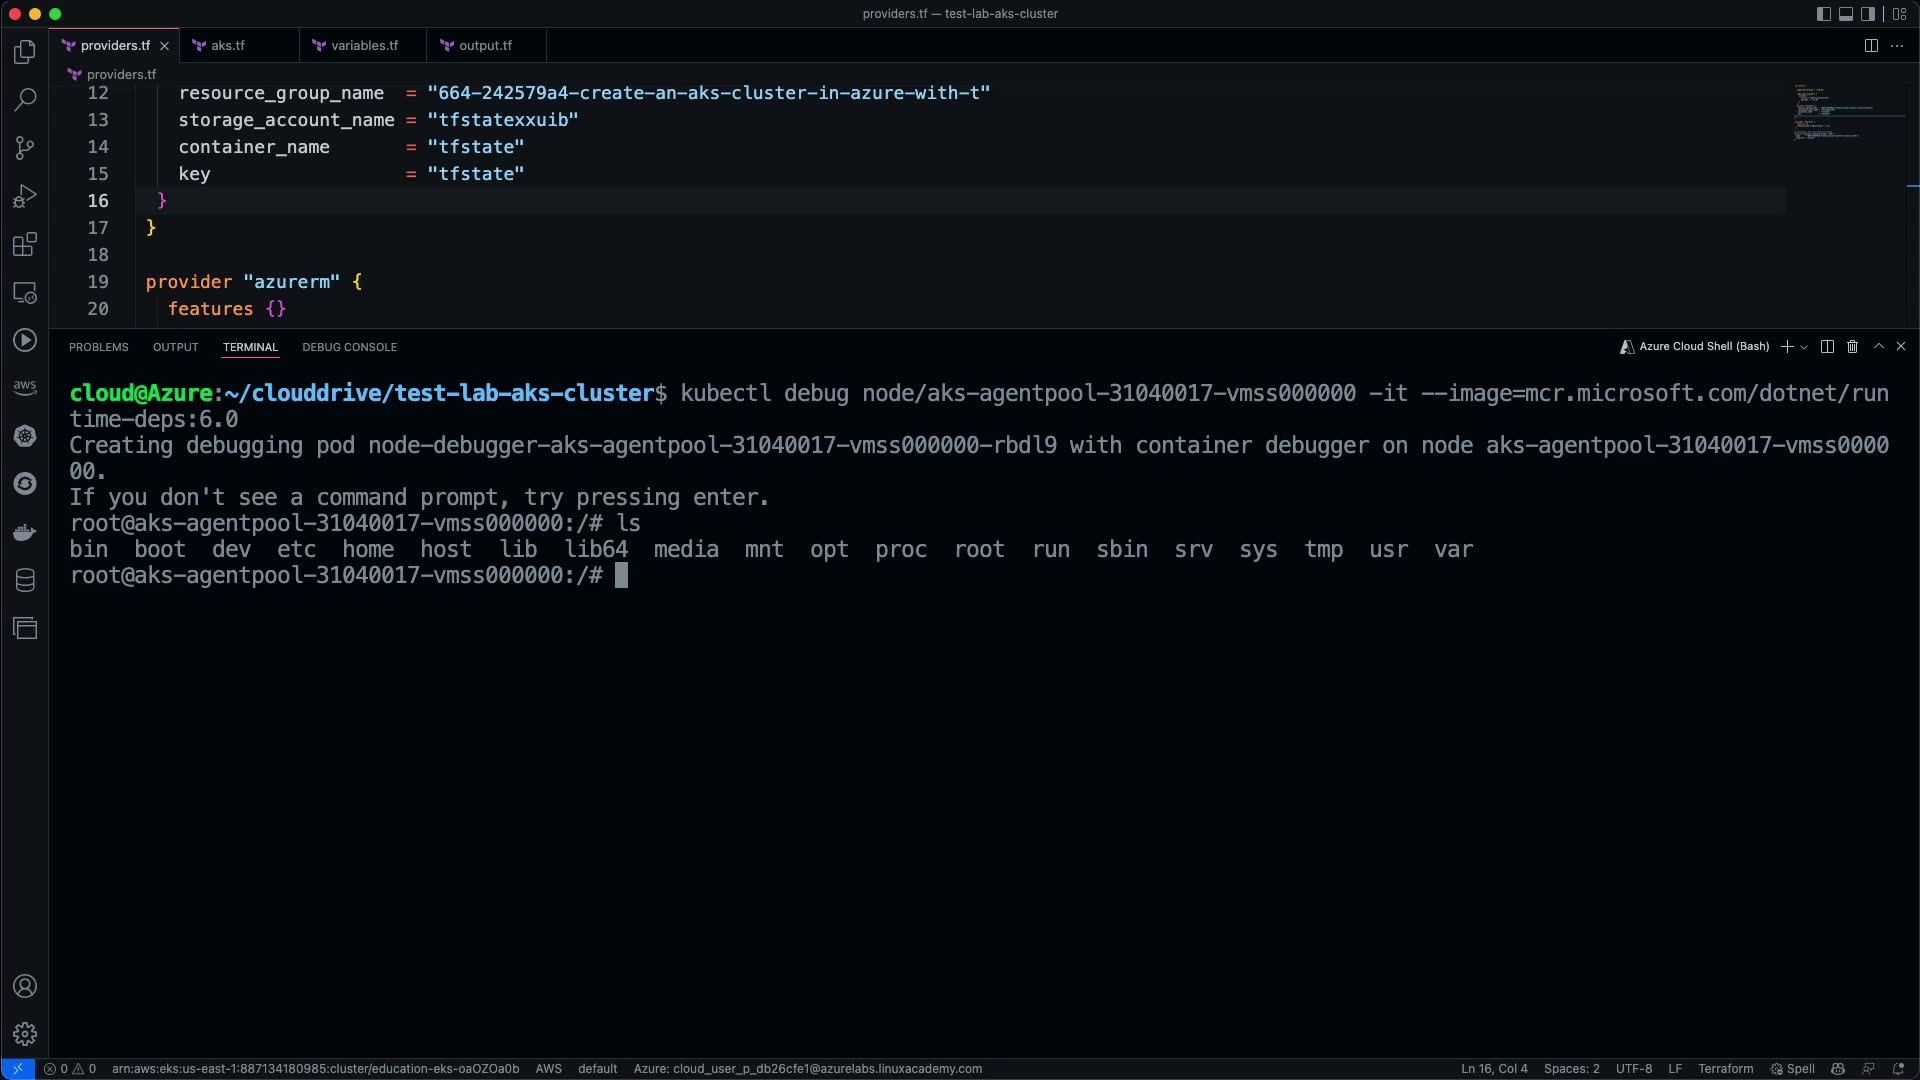 providers.tf — test-lab-aks-cluster
providers.tf
aks.tf
variables.tf
output.tf
providers.tf
12 resource_group_name = "664-242579a4-create-an-aks-cluster-in-azure-with-t"
13 storage_account_name = "tfstatexxuib"
14 container_name = "tfstate"
15 key = "tfstate"
16 }
17 }
18
19 provider "azurerm" {
20 features {}
PROBLEMS OUTPUT TERMINAL DEBUG CONSOLE
Azure Cloud Shell (Bash)
cloud@Azure:~/clouddrive/test-lab-aks-cluster$ kubectl debug node/aks-agentpool-31040017-vmss000000 -it --image=mcr.microsoft.com/dotnet/run
time-deps:6.0
Creating debugging pod node-debugger-aks-agentpool-31040017-vmss000000-rbdl9 with container debugger on node aks-agentpool-31040017-vmss0000
00.
If you don't see a command prompt, try pressing enter.
root@aks-agentpool-31040017-vmss000000:/# ls
bin boot dev etc home host lib lib64 media mnt opt proc root run sbin srv sys tmp usr var
root@aks-agentpool-31040017-vmss000000:/#
aws
0 0 arn:aws:eks:us-east-1:887134180985:cluster/education-eks-oaOZOa0b AWS default Azure: cloud_user_p_db26cfe1@azurelabs.linuxacademy.com Ln 16, Col 4 Spaces: 2 UTF-8 LF Terraform Spell